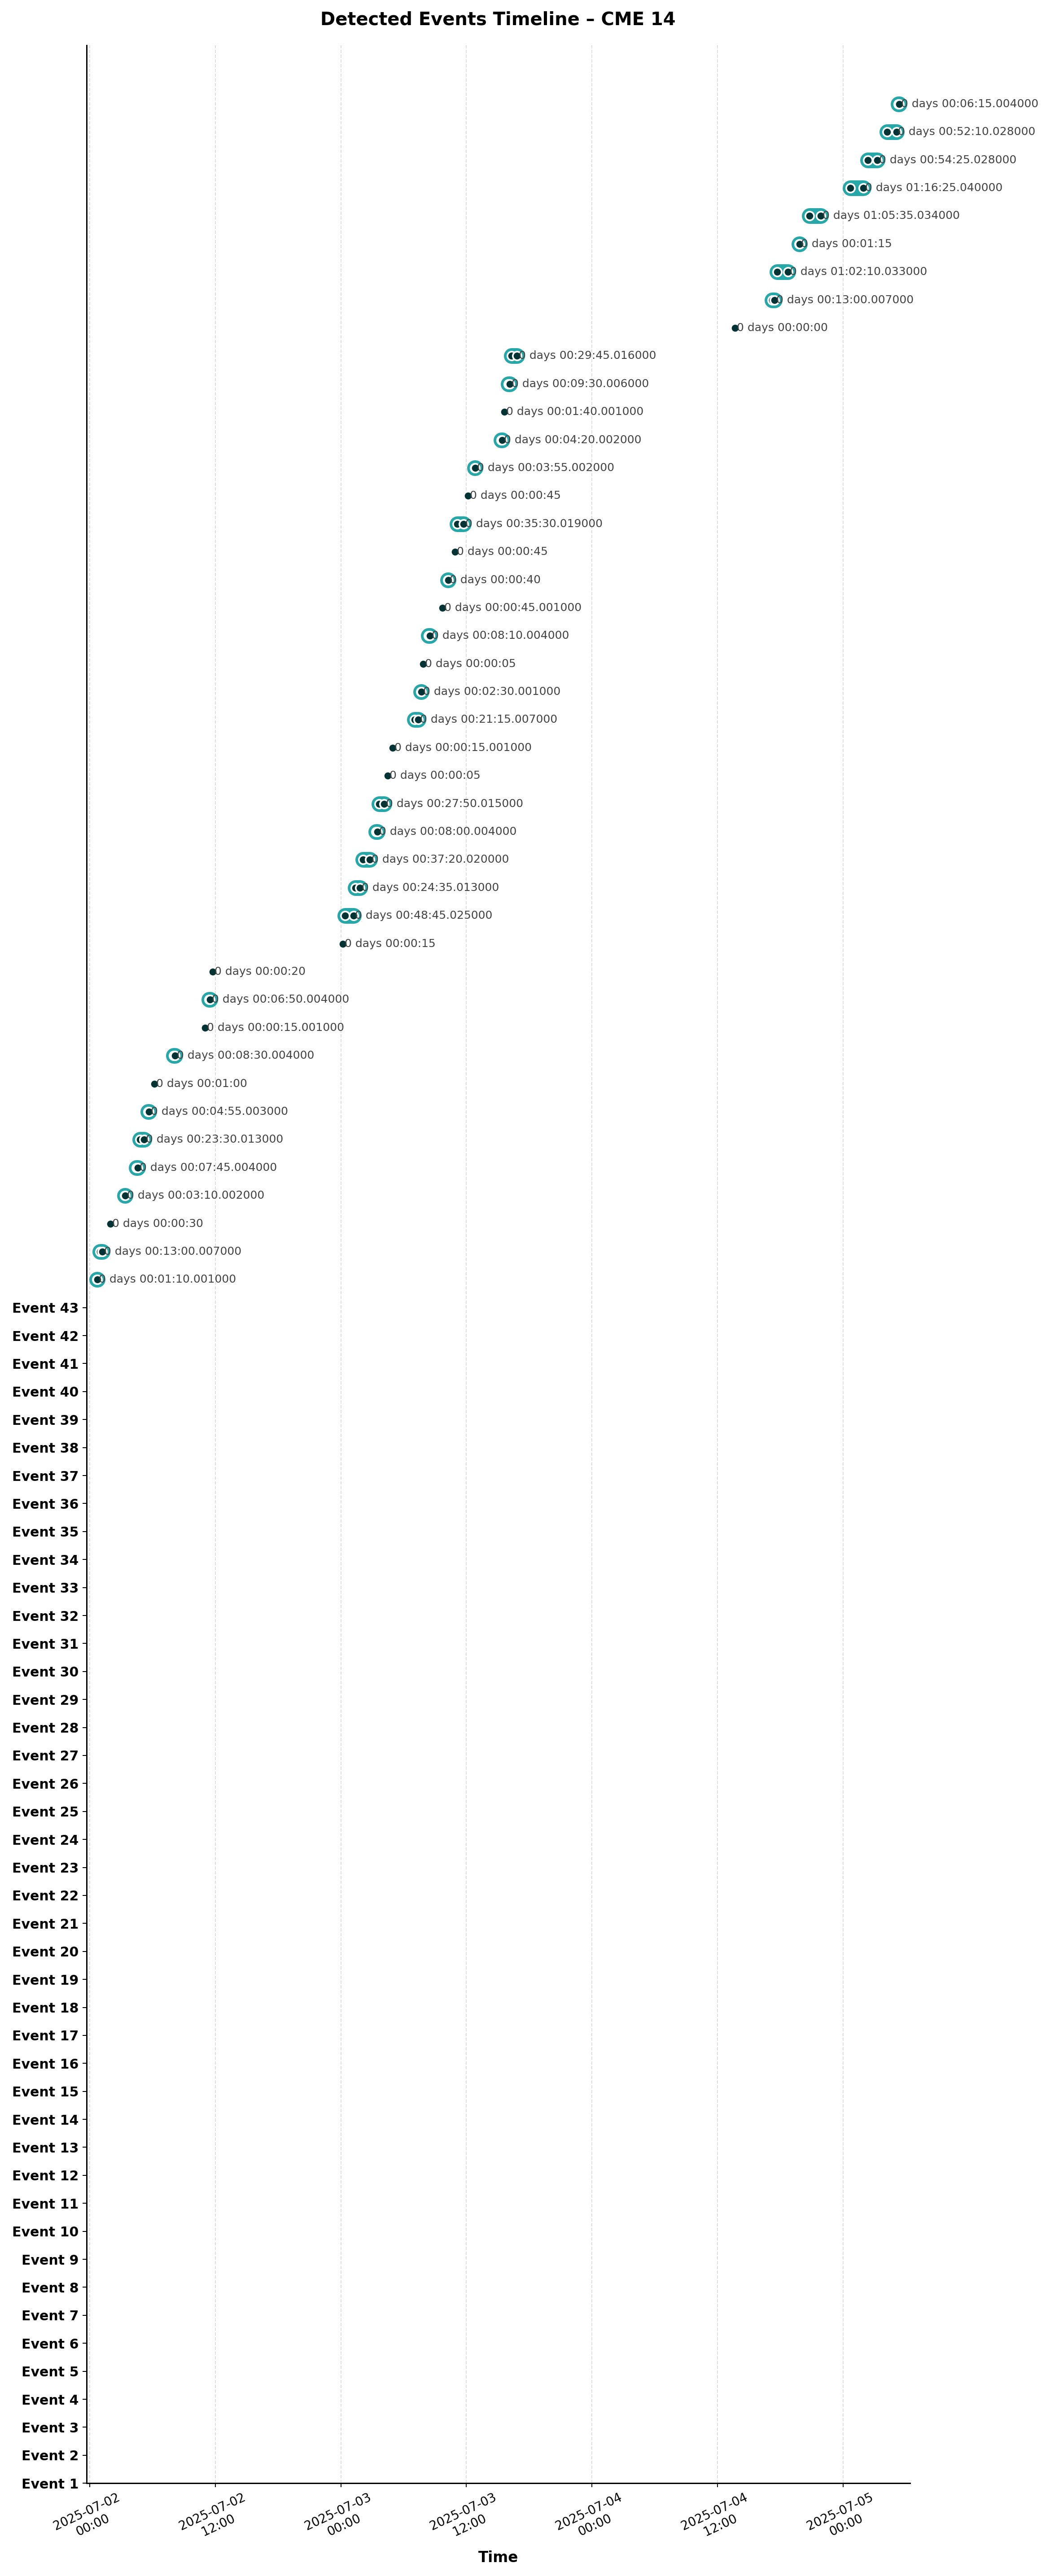 Detected Events Timeline – CME 14
0 days 00:06:15.004000
0 days 00:52:10.028000
0 days 00:54:25.028000
0 days 01:16:25.040000
0 days 01:05:35.034000
0 days 00:01:15
0 days 01:02:10.033000
0 days 00:13:00.007000
0 days 00:00:00
0 days 00:29:45.016000
0 days 00:09:30.006000
0 days 00:01:40.001000
0 days 00:04:20.002000
0 days 00:03:55.002000
0 days 00:00:45
0 days 00:35:30.019000
0 days 00:00:45
0 days 00:00:40
0 days 00:00:45.001000
0 days 00:08:10.004000
0 days 00:00:05
0 days 00:02:30.001000
0 days 00:21:15.007000
0 days 00:00:15.001000
0 days 00:00:05
0 days 00:27:50.015000
0 days 00:08:00.004000
0 days 00:37:20.020000
0 days 00:24:35.013000
0 days 00:48:45.025000
0 days 00:00:15
0 days 00:00:20
0 days 00:06:50.004000
0 days 00:00:15.001000
0 days 00:08:30.004000
0 days 00:01:00
0 days 00:04:55.003000
0 days 00:23:30.013000
0 days 00:07:45.004000
0 days 00:03:10.002000
0 days 00:00:30
0 days 00:13:00.007000
0 days 00:01:10.001000
Event 43
Event 42
Event 41
Event 40
Event 39
Event 38
Event 37
Event 36
Event 35
Event 34
Event 33
Event 32
Event 31
Event 30
Event 29
Event 28
Event 27
Event 26
Event 25
Event 24
Event 23
Event 22
Event 21
Event 20
Event 19
Event 18
Event 17
Event 16
Event 15
Event 14
Event 13
Event 12
Event 11
Event 10
Event 9
Event 8
Event 7
Event 6
Event 5
Event 4
Event 3
Event 2
Event 1
2025-07-02
00:00
2025-07-02
12:00
2025-07-03
00:00
2025-07-03
12:00
2025-07-04
00:00
2025-07-04
12:00
2025-07-05
00:00
Time